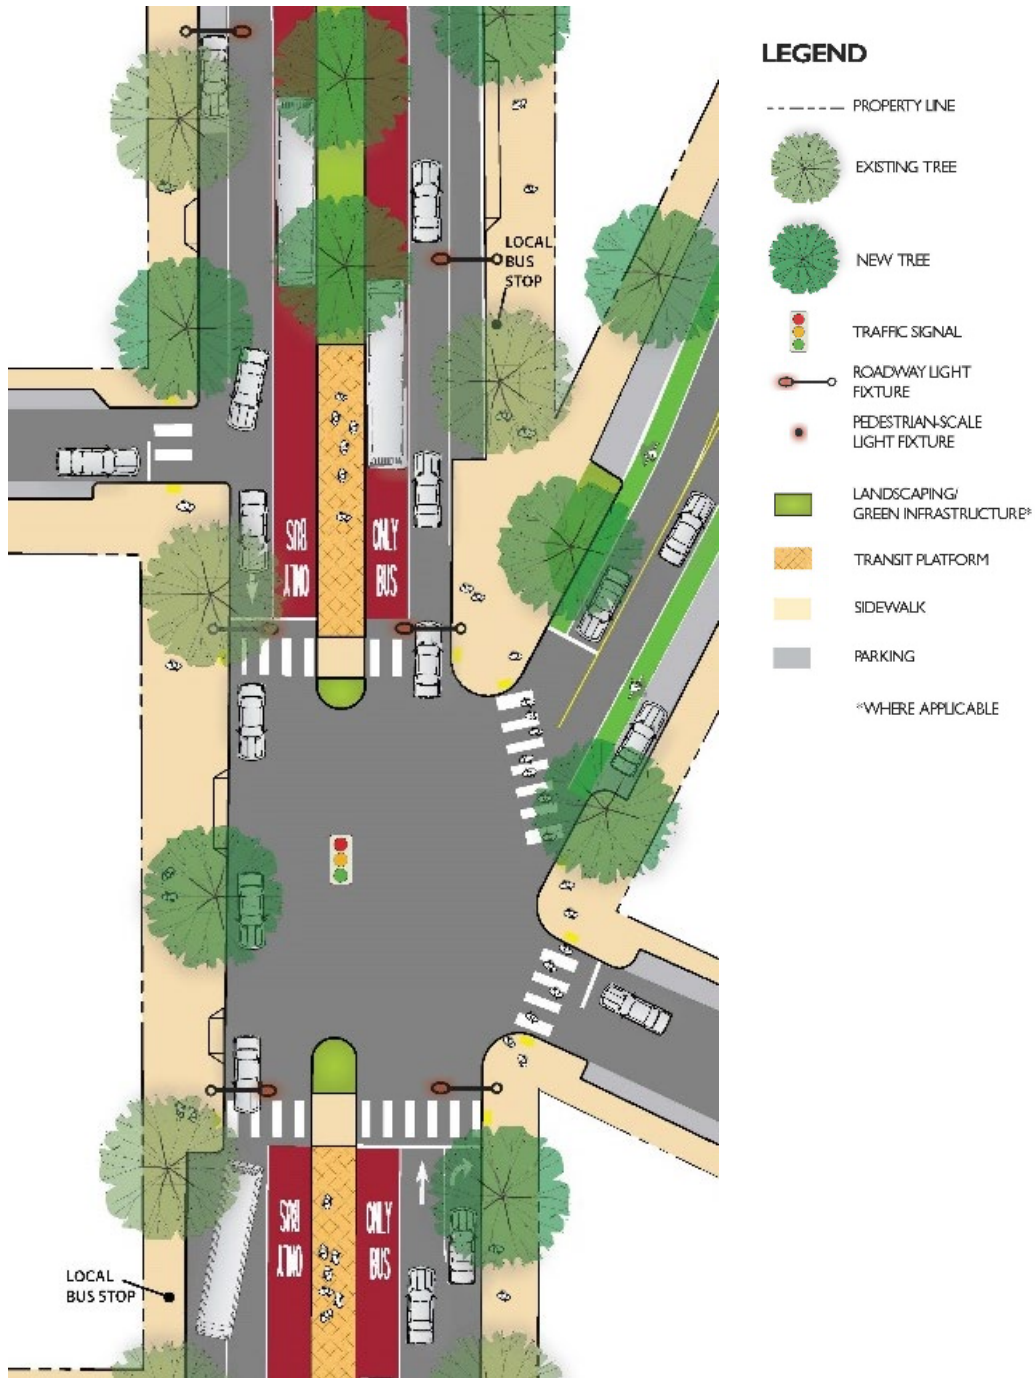 LOCAL
BUS
STOP
BUS
ONLY
ONLY
BUS
BUS
ONLY
ONLY
BUS
LOCAL
BUS STOP
LEGEND
PROPERTY LINE
EXISTING TREE
NEW TREE
TRAFFIC SIGNAL
ROADWAY LIGHT
FIXTURE
PEDESTRIAN-SCALE
LIGHT FIXTURE
LANDSCAPING/
GREEN INFRASTRUCTURE*
TRANSIT PLATFORM
SIDEWALK
PARKING
*WHERE APPLICABLE